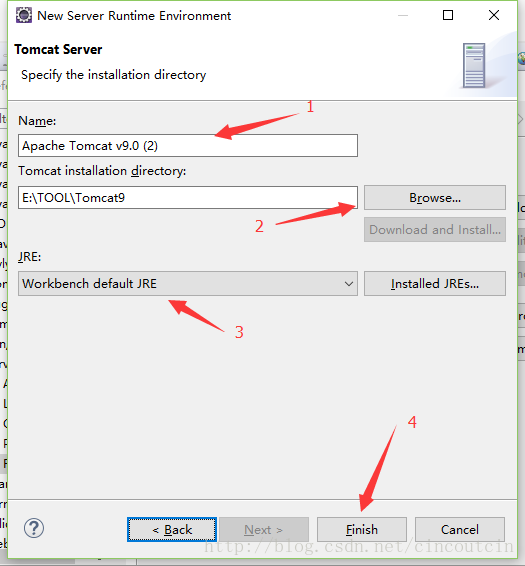 New Server Runtime Environment
Tomcat Server
Specify the installation directory
1
Name:
Apache Tomcat v9.0 (2)
Tomcat installation directory:
E:\TOOL\Tomcat9
Browse...
2
Download and Install...
JRE:
Workbench default JRE
Installed JREs...
3
4
?
< Back
Next >
Finish
Cancel
http://blog.csdn.net/cincoutcin